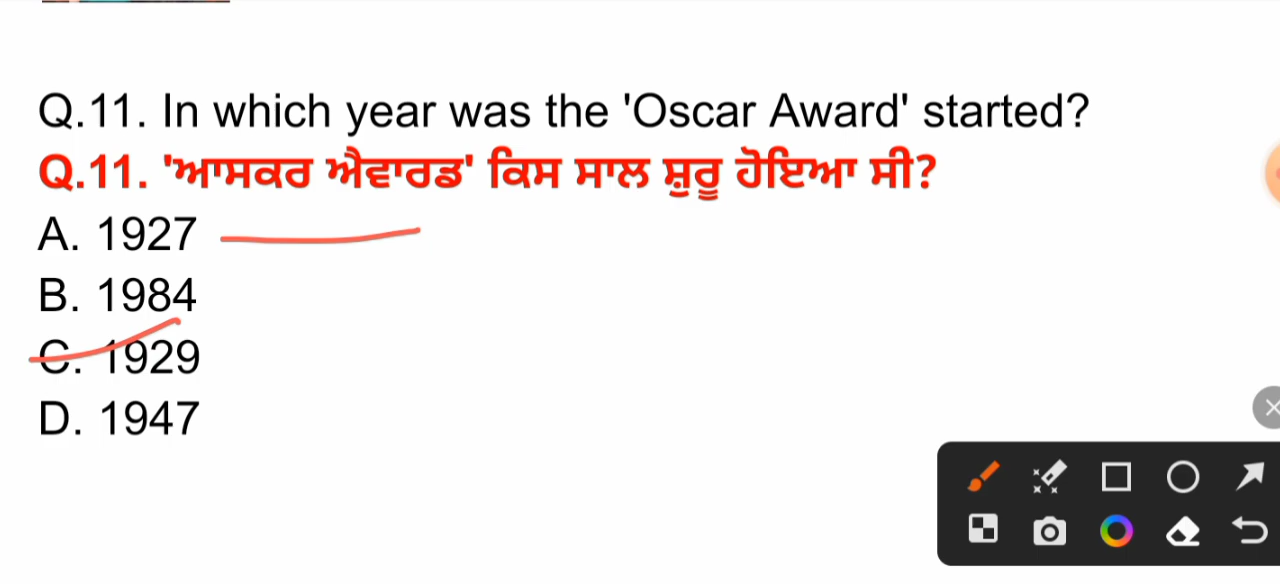 Q.11. In which year was the 'Oscar Award' started?
Q.11. 'ਆਸਕਰ ਐਵਾਰਡ' ਕਿਸ ਸਾਲ ਸ਼ੁਰੂ ਹੋਇਆ ਸੀ?
A. 1927
B. 1984
C. 1929
D. 1947